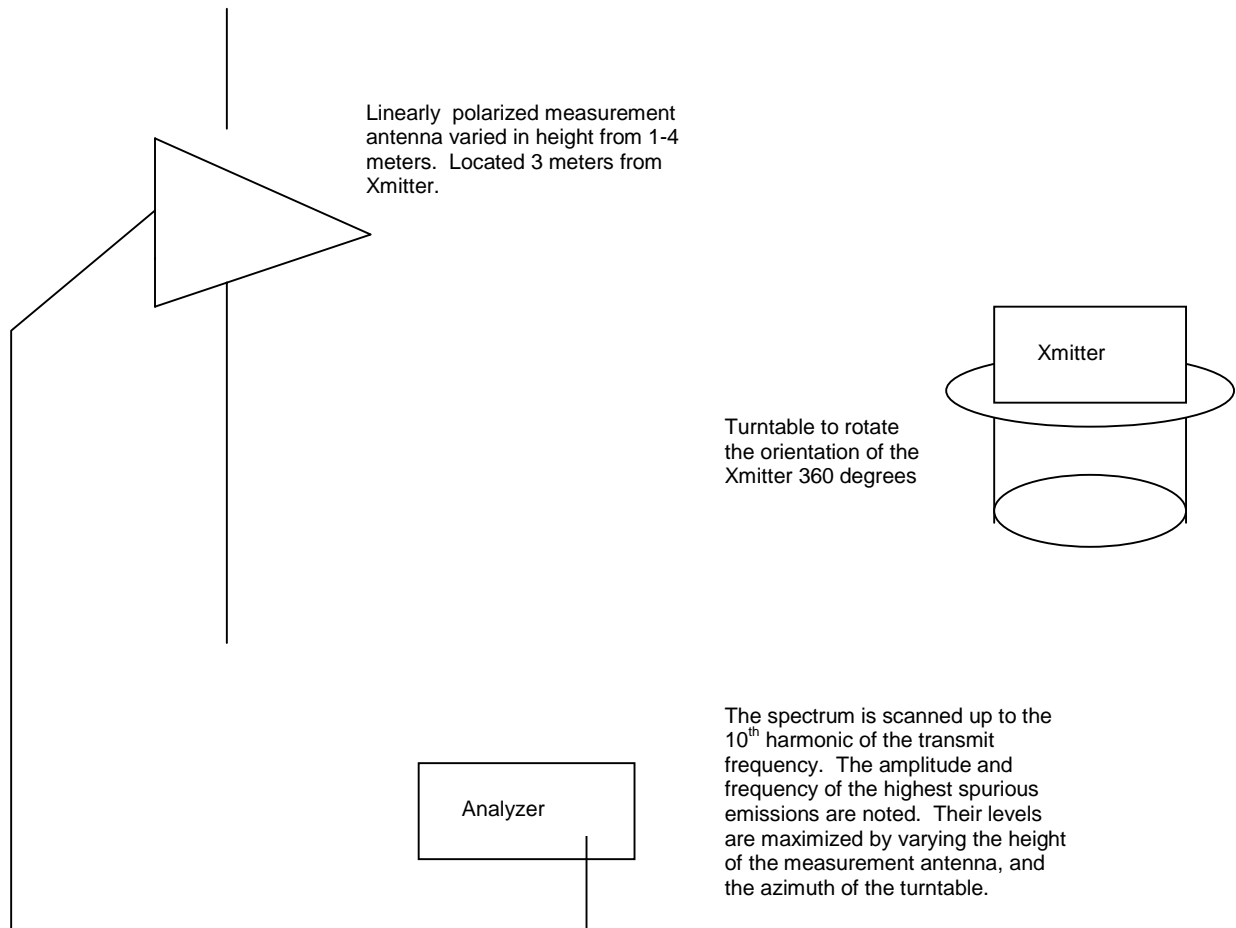 Linearly polarized measurement
antenna varied in height from 1-4
meters. Located 3 meters from
Xmitter.
Xmitter
Turntable to rotate
the orientation of the
Xmitter 360 degrees
The spectrum is scanned up to the
10th harmonic of the transmit
frequency. The amplitude and
frequency of the highest spurious
emissions are noted. Their levels
are maximized by varying the height
of the measurement antenna, and
the azimuth of the turntable.
Analyzer